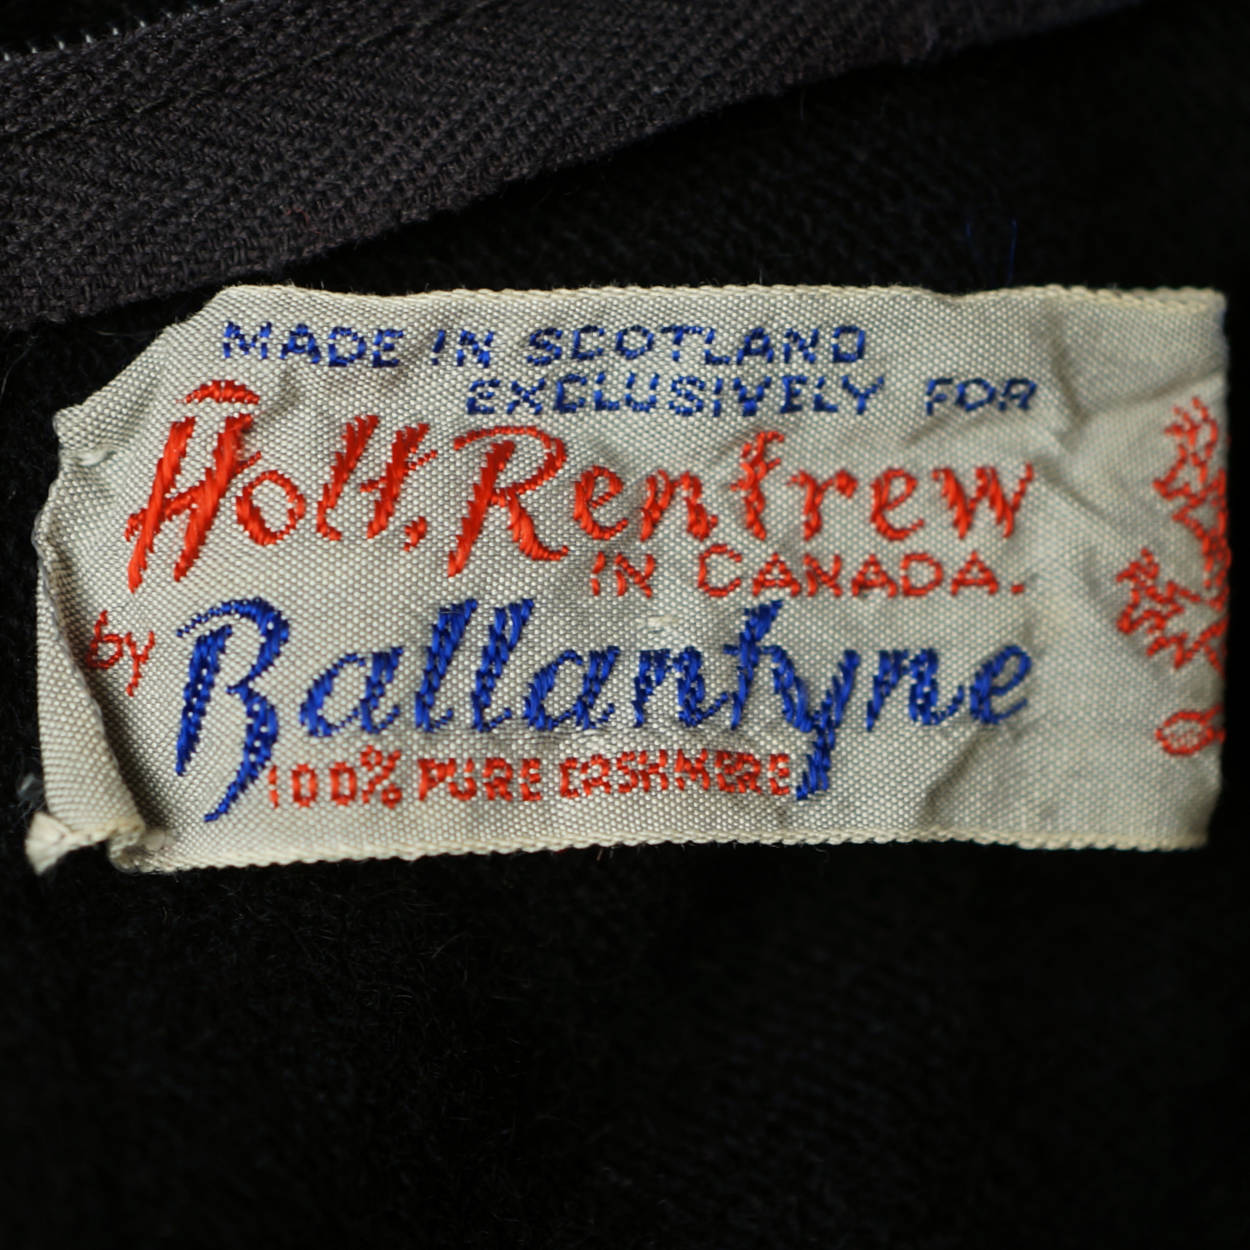 MADE IN SCOTLAND
EXCLUSIVELY FOR
Holt, Renfrew
IN CANADA.
by Ballantyne
100% PURE CASHMERE